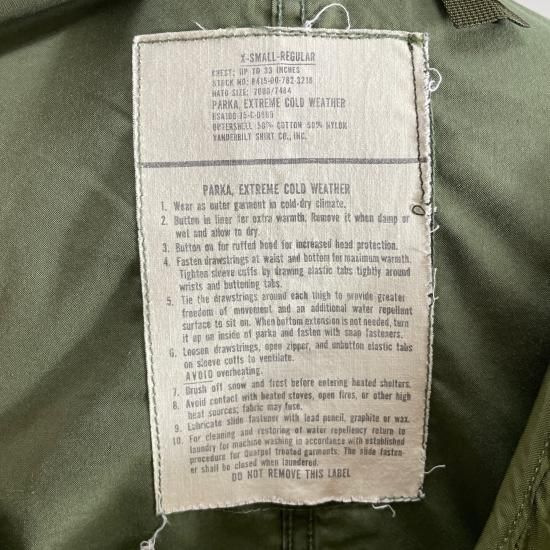 X-SMALL-REGULAR
CHEST: UP TO 33 INCHES
STOCK NO. 8415-00-782-3218
NATO SIZE: 7080/7484
PARKA, EXTREME COLD WEATHER
DSA100-75-C-0989
OUTERSHELL 50% COTTON 50% NYLON
VANDERBILT SHIRT CO., INC.
PARKA, EXTREME COLD WEATHER
1. Wear as outer garment in cold-dry climate.
2. Button in liner for extra warmth. Remove it when damp or
wet and allow to dry.
3. Button on fur ruffed hood for increased head protection.
4. Fasten drawstrings at waist and bottom for maximum warmth.
Tighten sleeve cuffs by drawing elastic tabs tightly around
wrists and buttoning tabs.
5. Tie the drawstrings around each thigh to provide greater
freedom of movement and an additional water repellent
surface to sit on. When bottom extension is not needed, turn
it up on inside of parka and fasten with snap fasteners.
6. Loosen drawstrings, open zipper, and unbutton elastic tabs
on sleeve cuffs to ventilate.
AVOID overheating.
7. Brush off snow and frost before entering heated shelters.
8. Avoid contact with heated stoves, open fires, or other high
heat sources; fabric may fuse.
9. Lubricate slide fastener with lead pencil, graphite or wax.
10. For cleaning and restoring of water repellency return to
laundry for machine washing in accordance with established
procedure for Quarpel treated garments. The slide fasten-
er shall be closed when laundered.
DO NOT REMOVE THIS LABEL